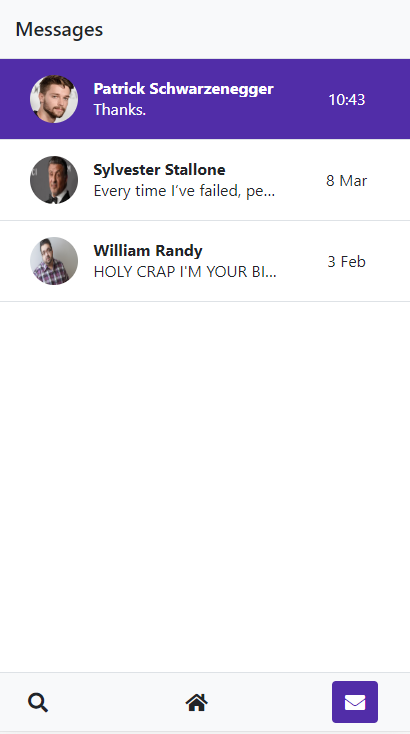 Messages
Patrick Schwarzenegger
Thanks.
10:43
Sylvester Stallone
Every time I’ve failed, pe...
8 Mar
William Randy
HOLY CRAP I'M YOUR BI...
3 Feb